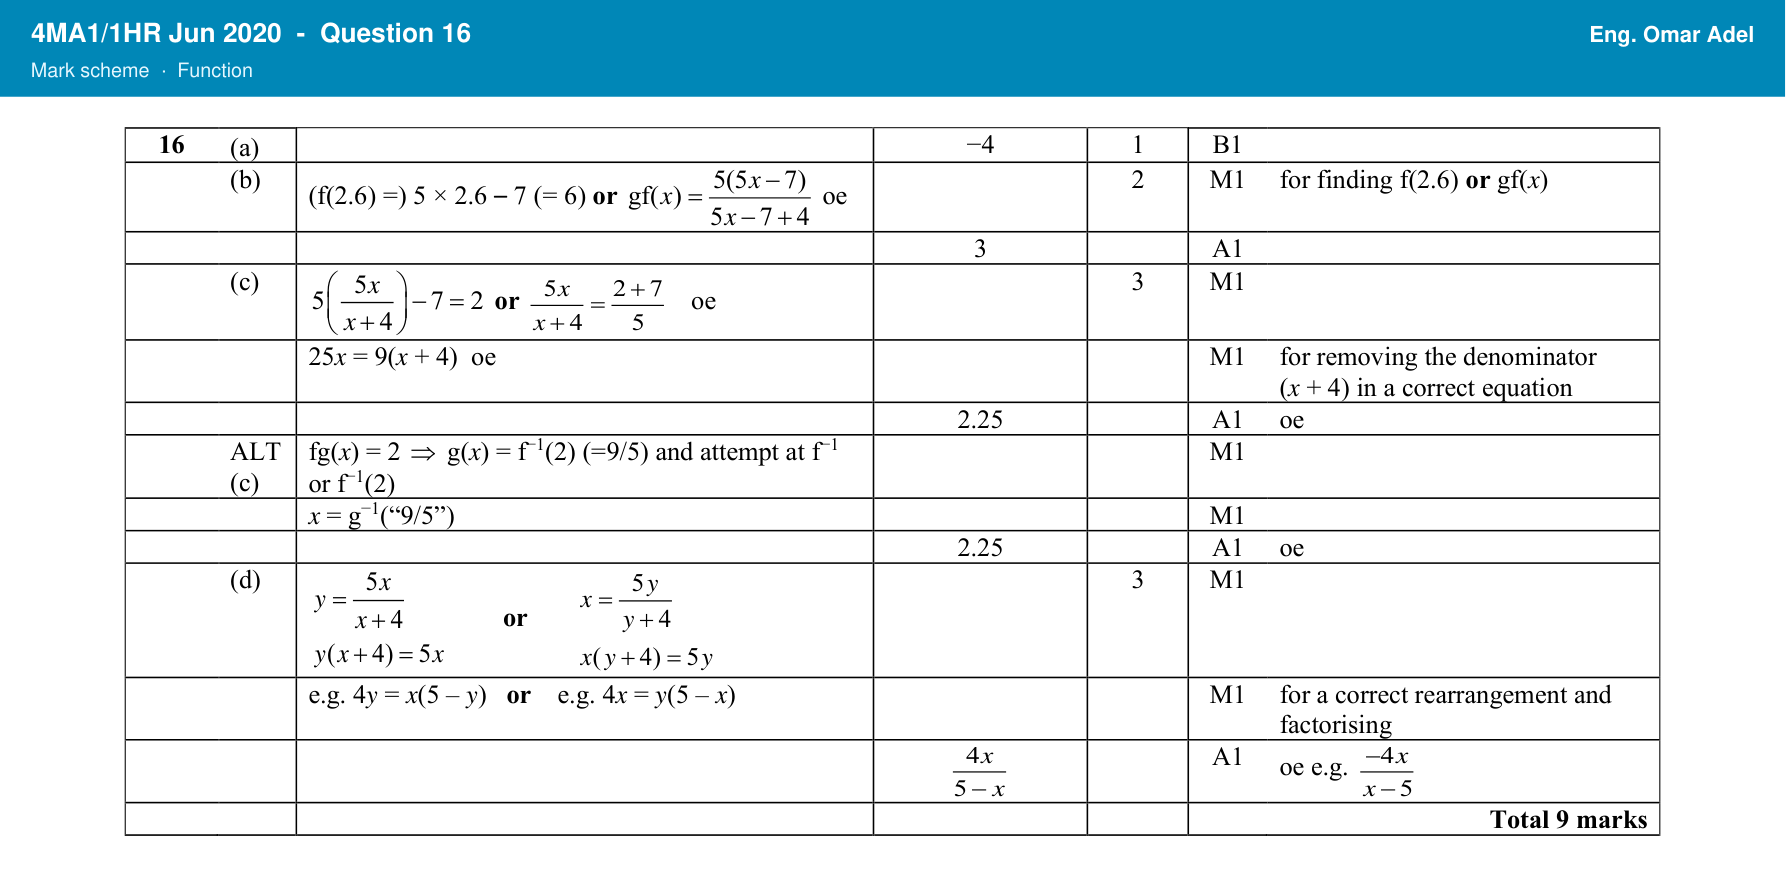 4MA1/1HR Jun 2020 - Question 16
Eng. Omar Adel
Mark scheme · Function
16 (a) −4 1 B1
(b) (f(2.6) =) 5 × 2.6 − 7 (= 6) or gf(x) = 5(5x − 7) / 5x − 7 + 4 oe 2 M1 for finding f(2.6) or gf(x)
3 A1
(c) 5(5x / x + 4) − 7 = 2 or 5x / x + 4 = 2 + 7 / 5 oe 3 M1
25x = 9(x + 4) oe M1 for removing the denominator
(x + 4) in a correct equation
2.25 A1 oe
ALT fg(x) = 2 ⇒ g(x) = f⁻¹(2) (=9/5) and attempt at f⁻¹ M1
(c) or f⁻¹(2)
x = g⁻¹(“9/5”) M1
2.25 A1 oe
(d) y = 5x / x + 4 or x = 5y / y + 4 3 M1
y(x + 4) = 5x x(y + 4) = 5y
e.g. 4y = x(5 – y) or e.g. 4x = y(5 – x) M1 for a correct rearrangement and
factorising
4x / 5 − x A1 oe e.g. −4x / x − 5
Total 9 marks